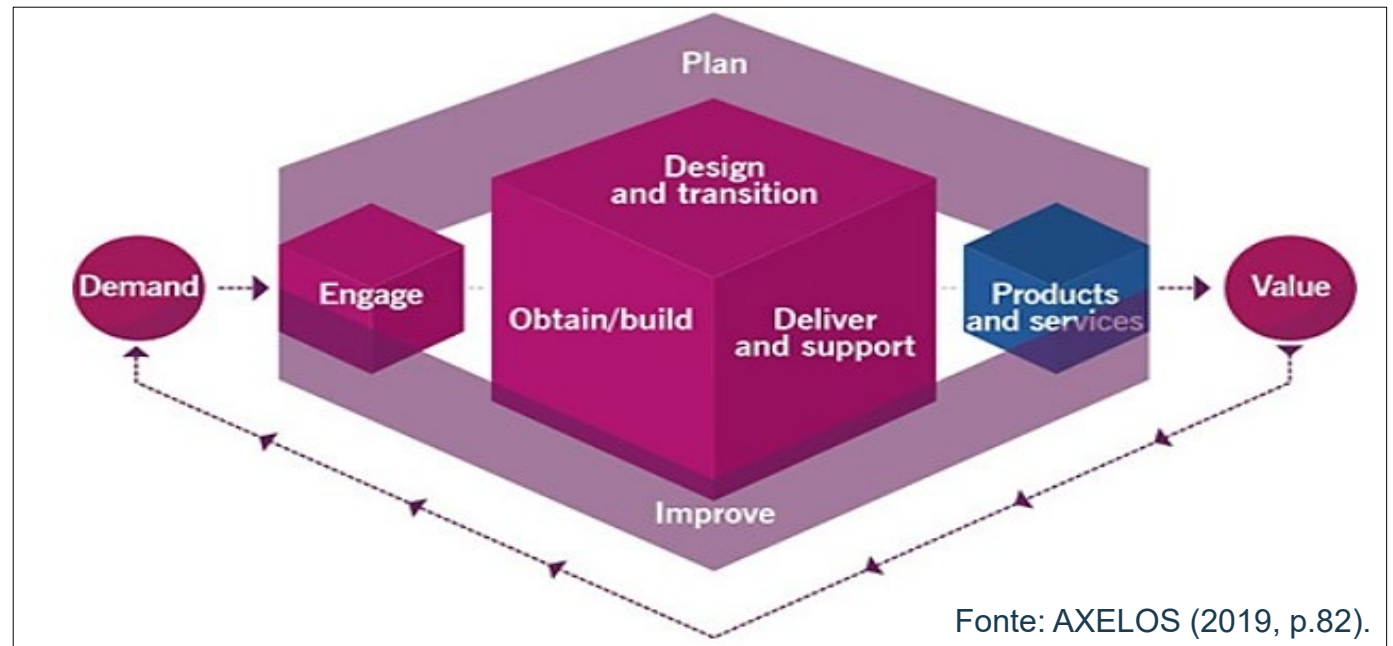 Plan
Design
and transition
Demand
Engage
Obtain/build
Deliver
and support
Products
and services
Value
Improve
Fonte: AXELOS (2019, p.82).